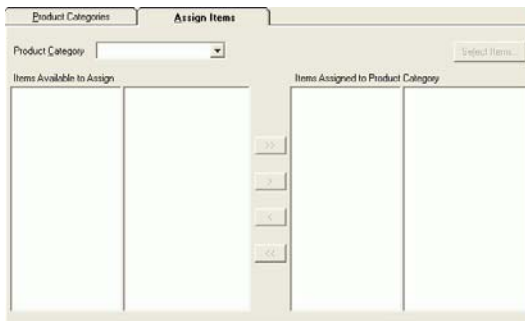 Product Categories
Assign Items
Product Category
Select Items...
Items Available to Assign
Items Assigned to Product Category
>>
>
<
<<